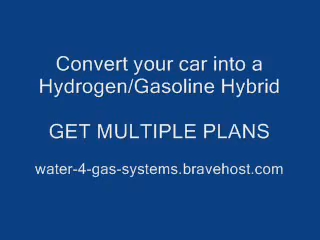 Convert your car into a
Hydrogen/Gasoline Hybrid
GET MULTIPLE PLANS
water-4-gas-systems.bravehost.com